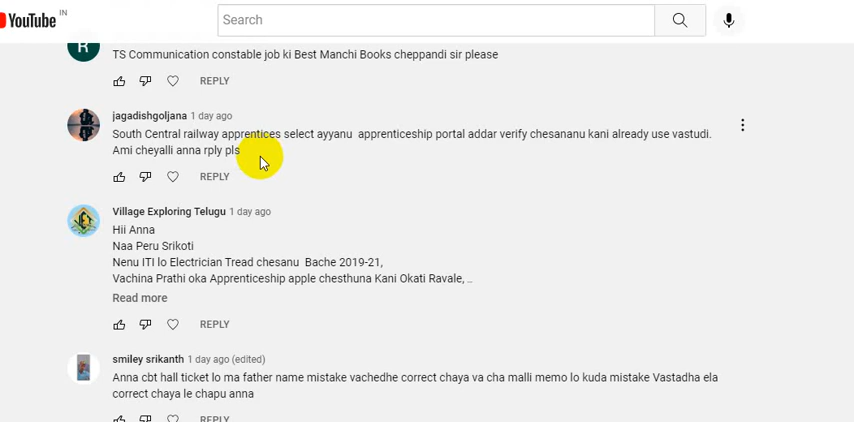 YouTube IN
Search
R
TS Communication constable job ki Best Manchi Books cheppandi sir please
REPLY
jagadishgoljana 1 day ago
South Central railway apprentices select ayyanu apprenticeship portal addar verify chesananu kani already use vastudi.
Ami cheyalli anna rply pls
REPLY
Village Exploring Telugu 1 day ago
Hii Anna
Naa Peru Srikoti
Nenu ITI lo Electrician Tread chesanu Bache 2019-21,
Vachina Prathi oka Apprenticeship apple chesthuna Kani Okati Ravale, ..
Read more
REPLY
smiley srikanth 1 day ago (edited)
Anna cbt hall ticket lo ma father name mistake vachedhe correct chaya va cha malli memo lo kuda mistake Vastadha ela
correct chaya le chapu anna
REPLY